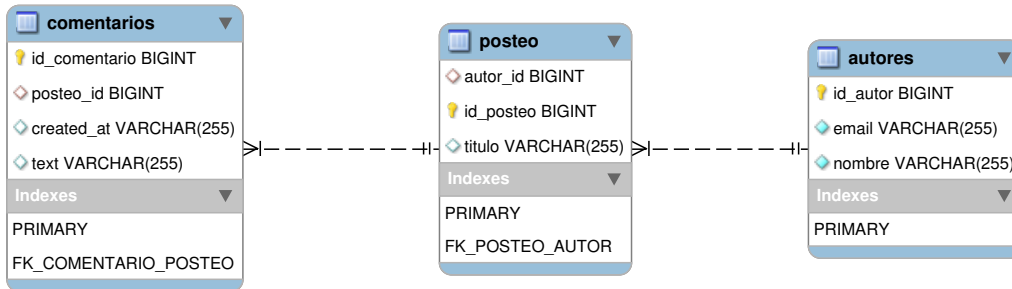 comentarios
id_comentario BIGINT
posteo_id BIGINT
created_at VARCHAR(255)
text VARCHAR(255)
Indexes
PRIMARY
FK_COMENTARIO_POSTEO
posteo
autor_id BIGINT
id_posteo BIGINT
titulo VARCHAR(255)
Indexes
PRIMARY
FK_POSTEO_AUTOR
autores
id_autor BIGINT
email VARCHAR(255)
nombre VARCHAR(255)
Indexes
PRIMARY